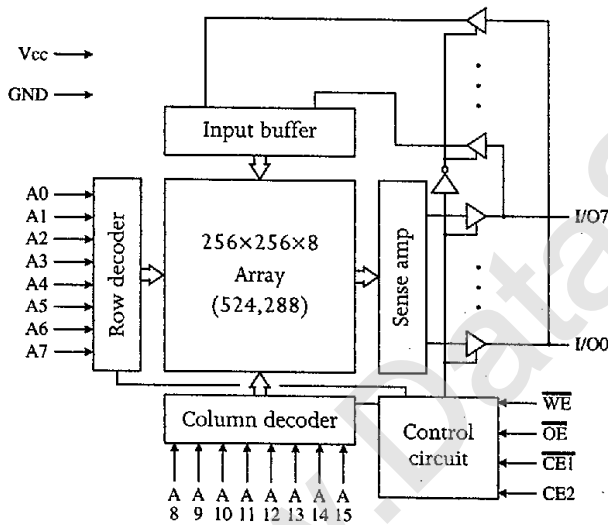 Vcc
GND
Input buffer
A0
A1
A2
A3
A4
A5
A6
A7
Row decoder
256×256×8
Array
(524,288)
Sense amp
I/O7
I/O0
Column decoder
Control
circuit
WE
OE
CE1
CE2
A A A A A A A A
8 9 10 11 12 13 14 15
.Datas